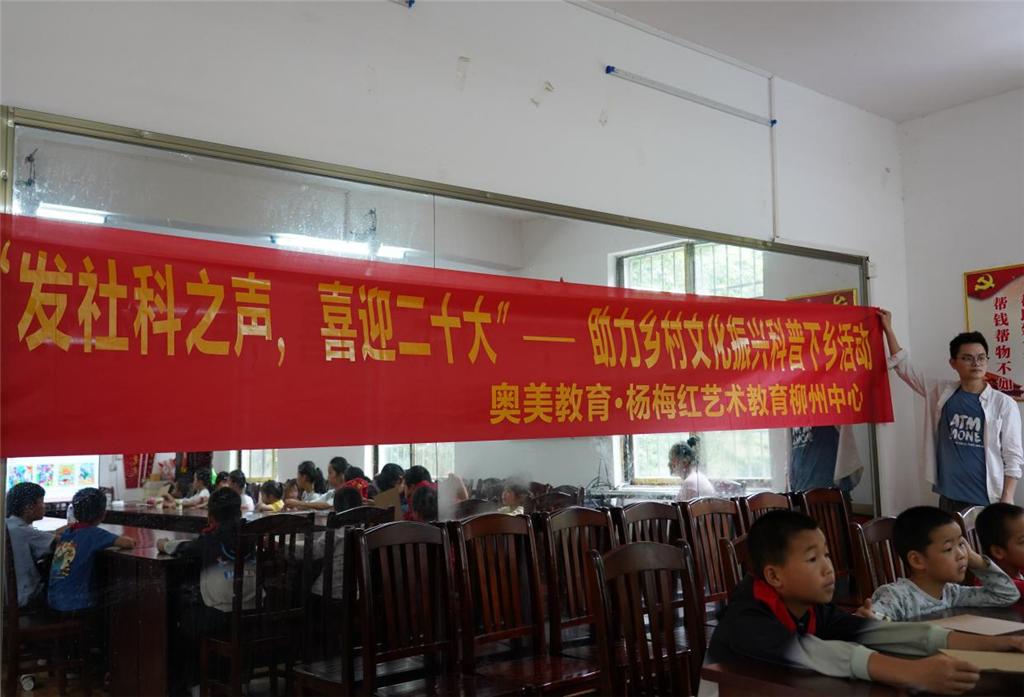 “发社科之声，喜迎二十大”—— 助力乡村文化振兴科普下乡活动
奥美教育·杨梅红艺术教育柳州中心
帮钱帮物不如
ATM
MONE